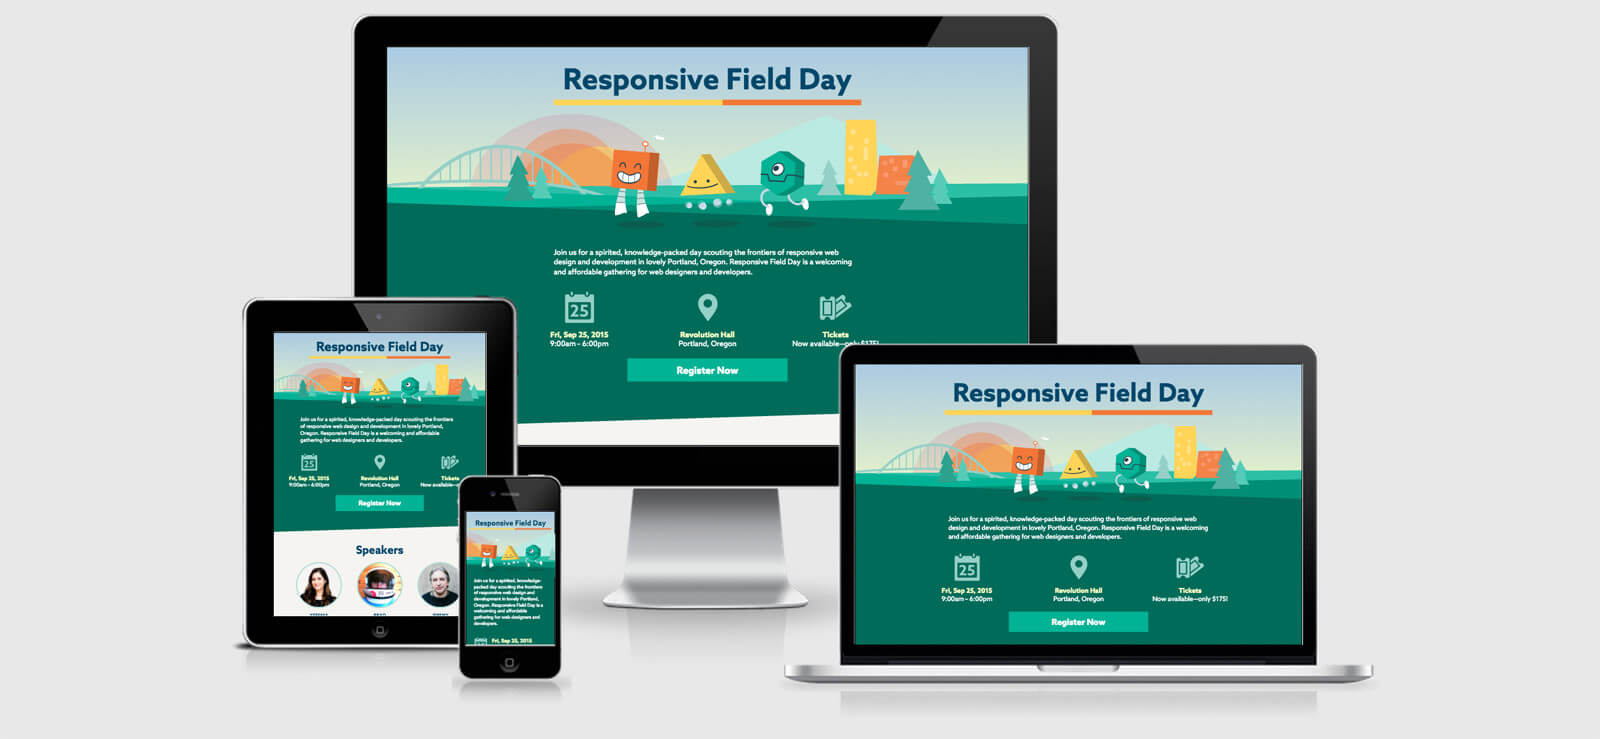 Responsive Field Day
Join us for a spirited, knowledge-packed day scouting the frontiers of responsive web
design and development in lovely Portland, Oregon. Responsive Field Day is a welcoming
and affordable gathering for web designers and developers.
25
Fri, Sep 25, 2015
9:00am - 6:00pm
Revolution Hall
Portland, Oregon
Tickets
Now available—only $175!
Register Now
Responsive Field Day
Join us for a spirited, knowledge-packed day scouting the frontiers
of responsive web design and development in lovely Portland,
Oregon. Responsive Field Day is a welcoming and affordable
gathering for web designers and developers.
25
Fri, Sep 25, 2015
9:00am - 6:00pm
Revolution Hall
Portland, Oregon
Tickets
Now available—only
Register Now
Speakers
Responsive Field Day
Join us for a spirited, knowledge-
packed day scouting the frontiers
of responsive web design and
development in lovely Portland,
Oregon. Responsive Field Day is a
welcoming and affordable
gathering for web designers and
developers.
Fri, Sep 25, 2015
Responsive Field Day
Join us for a spirited, knowledge-packed day scouting the frontiers of responsive web
design and development in lovely Portland, Oregon. Responsive Field Day is a welcoming
and affordable gathering for web designers and developers.
25
Fri, Sep 25, 2015
9:00am - 6:00pm
Revolution Hall
Portland, Oregon
Tickets
Now available—only $175!
Register Now